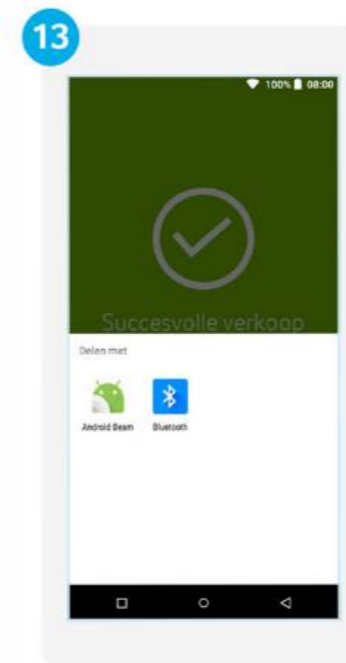 13
100% 08:00
Succesvolle verkoop
Delen met
Android Beam Bluetooth